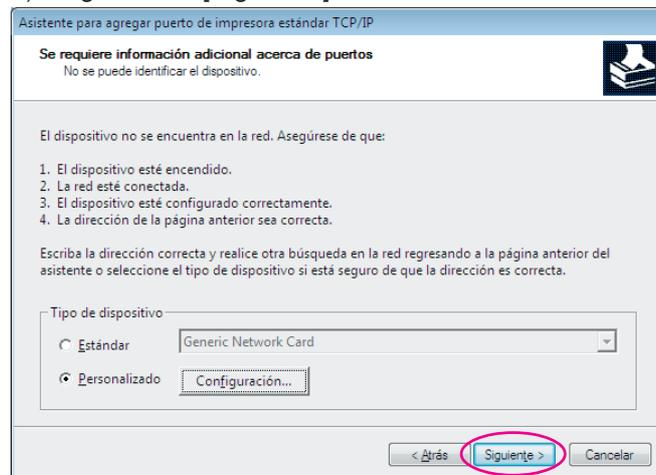 Asistente para agregar puerto de impresora estándar TCP/IP
Se requiere información adicional acerca de puertos
No se puede identificar el dispositivo.
El dispositivo no se encuentra en la red. Asegúrese de que:
1. El dispositivo esté encendido.
2. La red esté conectada.
3. El dispositivo esté configurado correctamente.
4. La dirección de la página anterior sea correcta.
Escriba la dirección correcta y realice otra búsqueda en la red regresando a la página anterior del
asistente o seleccione el tipo de dispositivo si está seguro de que la dirección es correcta.
Tipo de dispositivo
Estándar Generic Network Card
Personalizado Configuración...
< Atrás Siguiente > Cancelar